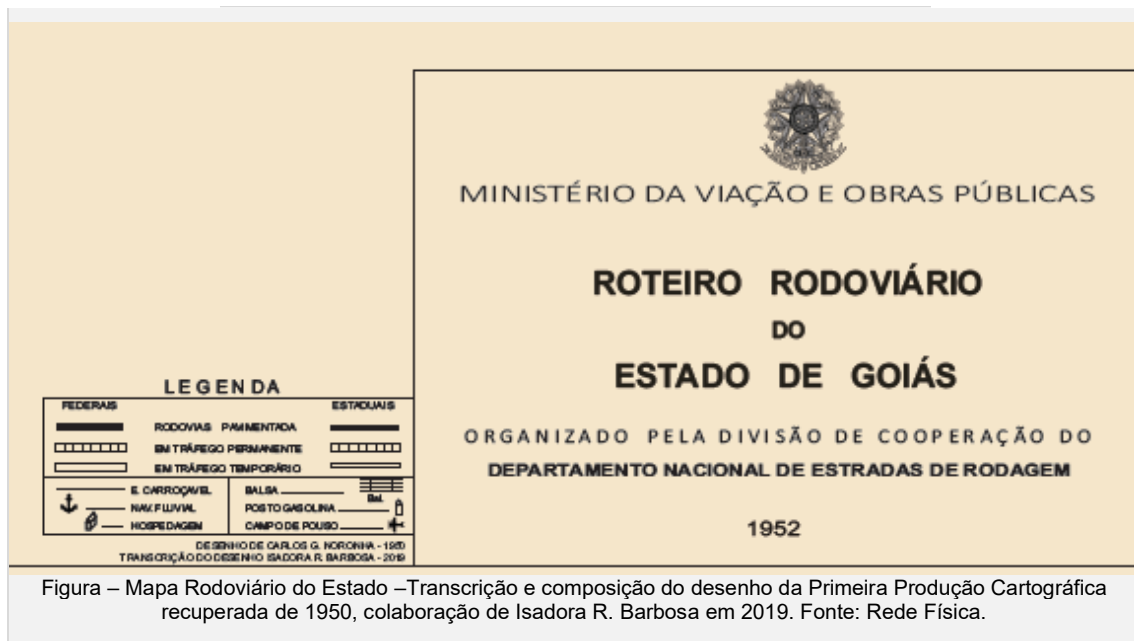 MINISTÉRIO DA VIAÇÃO E OBRAS PÚBLICAS
ROTEIRO RODOVIÁRIO
DO
ESTADO DE GOIÁS
ORGANIZADO PELA DIVISÃO DE COOPERAÇÃO DO
DEPARTAMENTO NACIONAL DE ESTRADAS DE RODAGEM
1952
LEGENDA
FEDERAIS ESTADUAIS
RODOVIAS PAVIMENTADA
EM TRÁFEGO PERMANENTE
EM TRÁFEGO TEMPORÁRIO
E. CARROÇAVEL
NAV. FLUVIAL
HOSPEDAGEM
BALSA Bal.
POSTO GASOLINA
CAMPO DE POUSO
DESENHO DE CARLOS G. NORONHA - 1950
TRANSCRIÇÃO DO DESENHO ISADORA R. BARBOSA - 2019
Figura – Mapa Rodoviário do Estado –Transcrição e composição do desenho da Primeira Produção Cartográfica
recuperada de 1950, colaboração de Isadora R. Barbosa em 2019. Fonte: Rede Física.